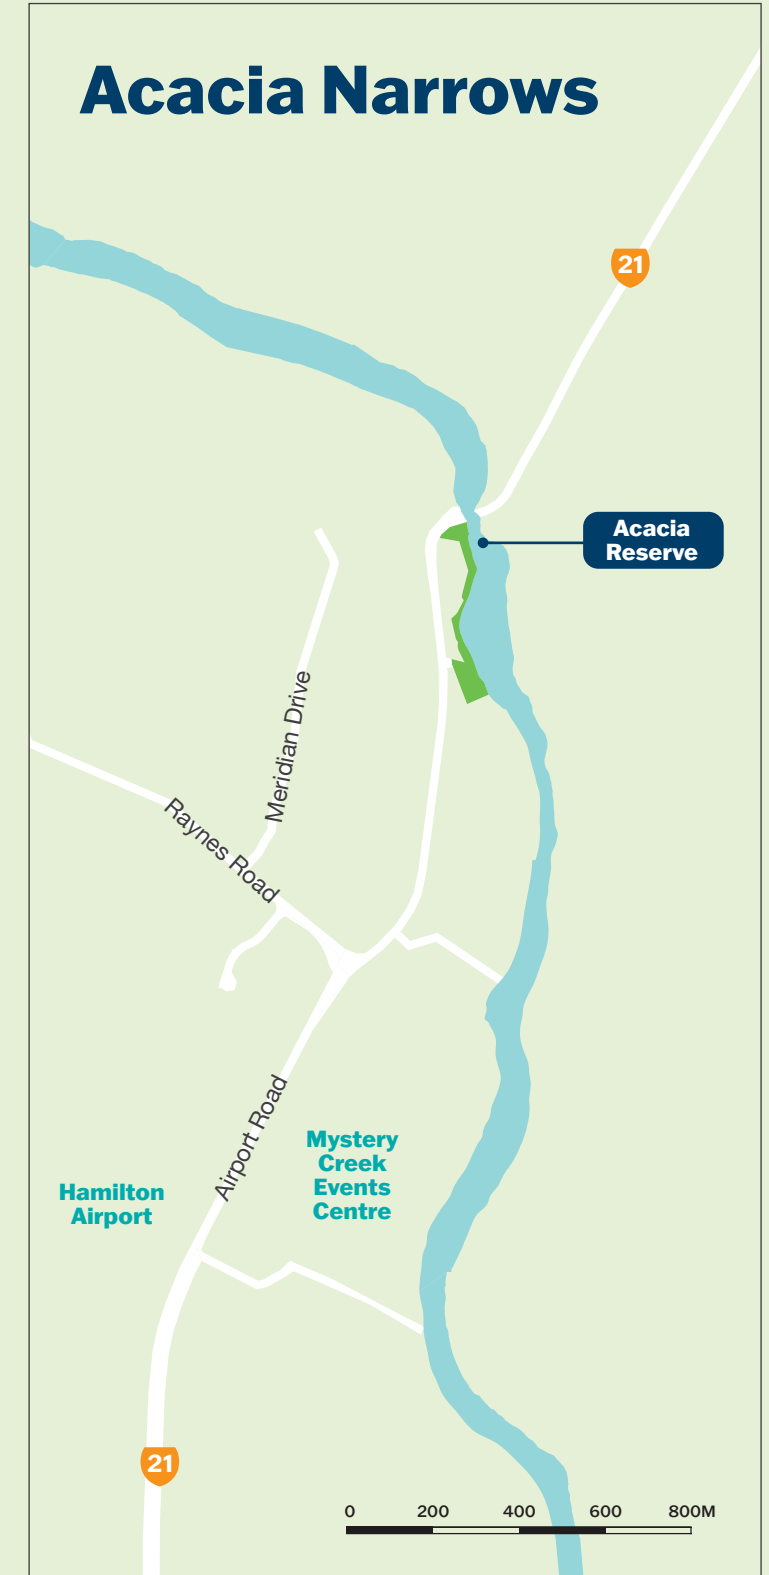 Acacia Narrows
21
Acacia
Reserve
Meridian Drive
Raynes Road
Airport Road
Mystery
Creek
Events
Centre
Hamilton
Airport
21
0 200 400 600 800M